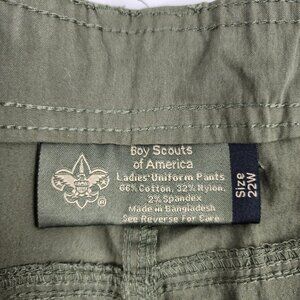 Boy Scouts
of America
Ladies' Uniform Pants
66% Cotton, 32% Nylon,
2% Spandex
Made in Bangladesh
See Reverse For Care
®
Size
22W